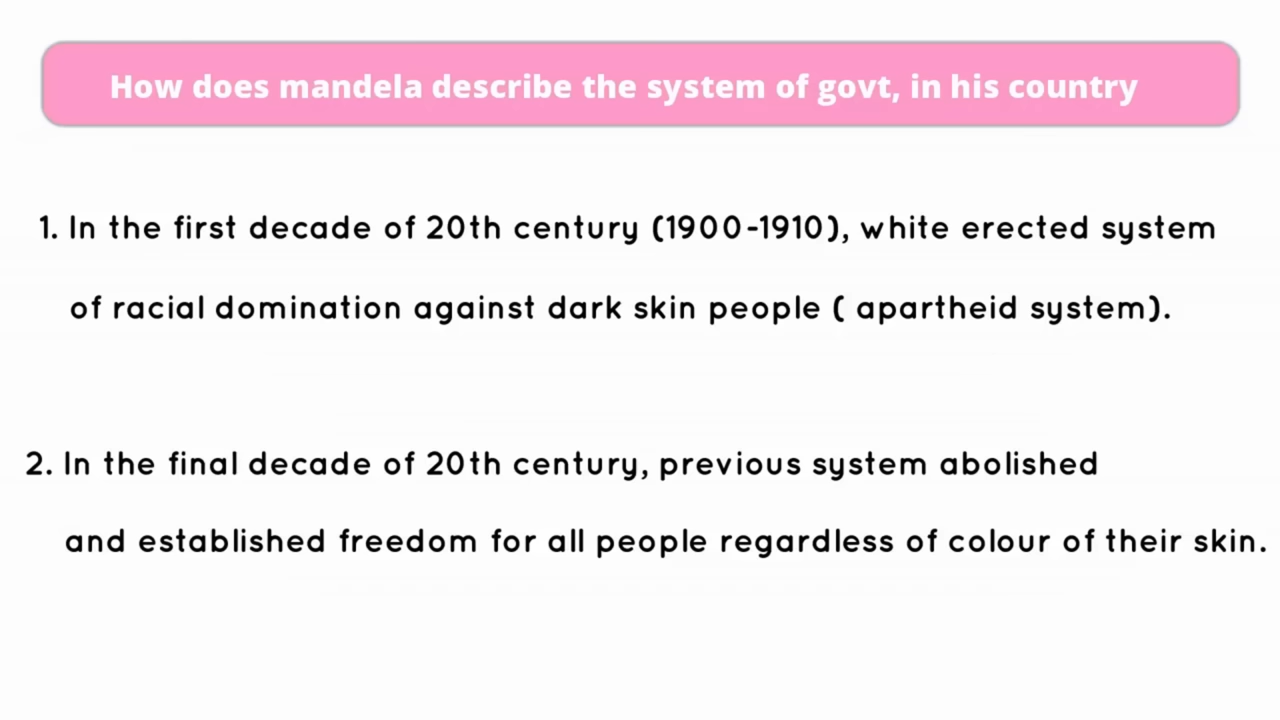 How does mandela describe the system of govt, in his country
1. In the first decade of 20th century (1900-1910), white erected system
of racial domination against dark skin people ( apartheid system).
2. In the final decade of 20th century, previous system abolished
and established freedom for all people regardless of colour of their skin.